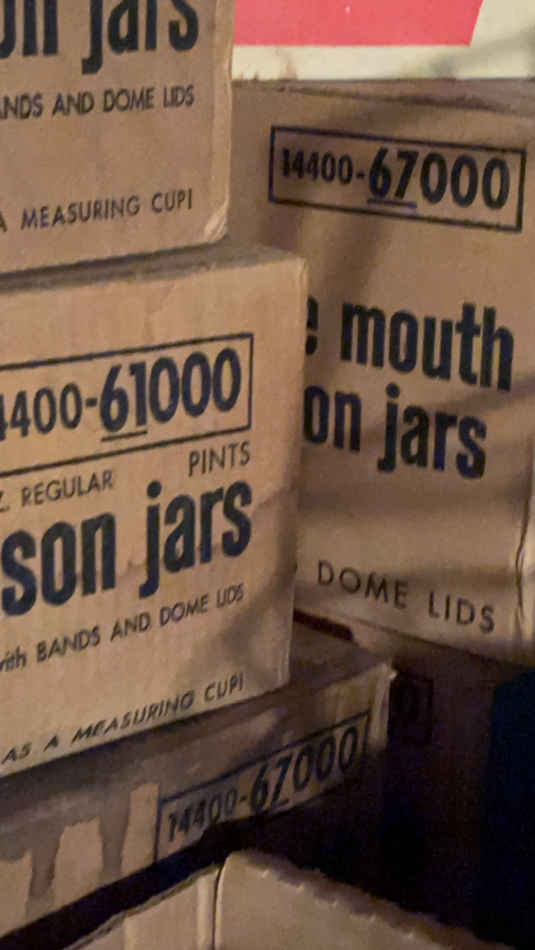 on jars
ANDS AND DOME LIDS
A MEASURING CUP!
14400-67000
e mouth
on jars
DOME LIDS
4400-61000
Z. REGULAR PINTS
son jars
with BANDS AND DOME LIDS
AS A MEASURING CUP!
14400-67000